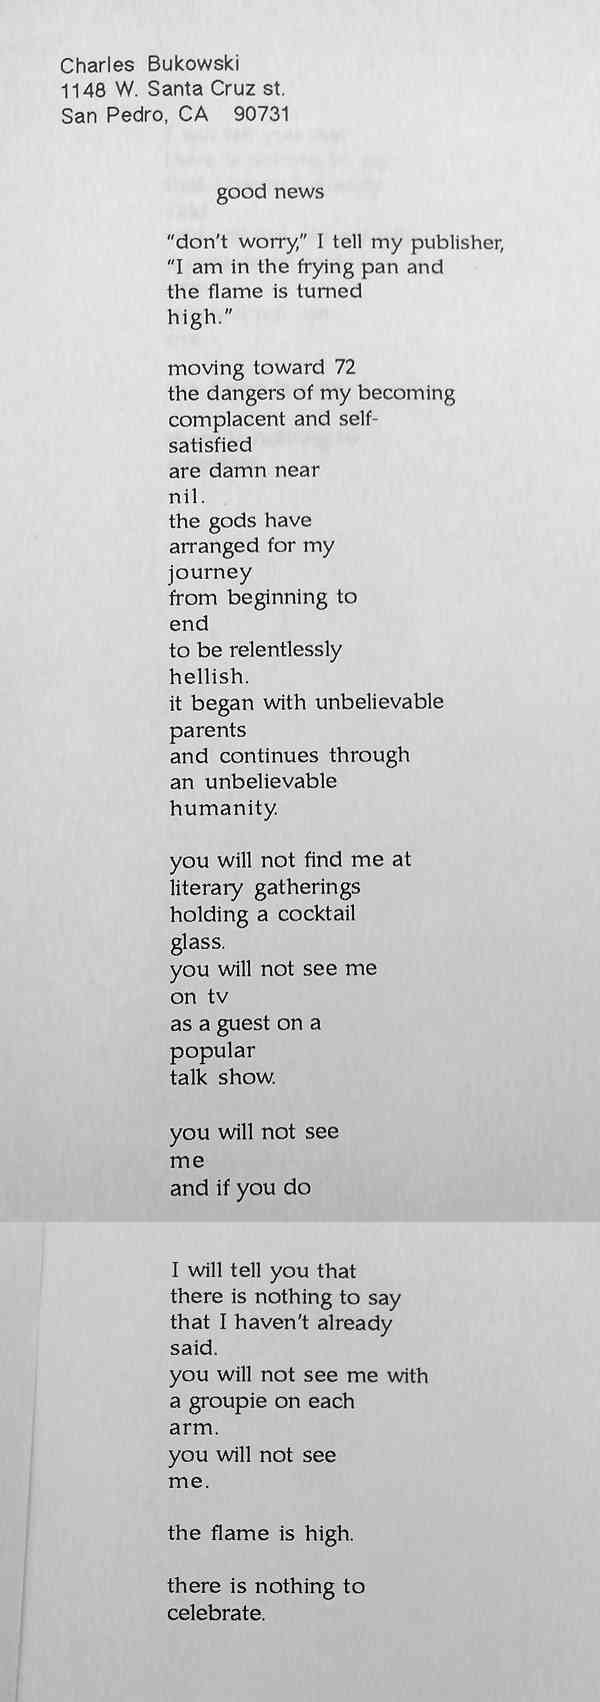 Charles Bukowski
1148 W. Santa Cruz st.
San Pedro, CA 90731
good news
“don’t worry,” I tell my publisher,
“I am in the frying pan and
the flame is turned
high.”
moving toward 72
the dangers of my becoming
complacent and self-
satisfied
are damn near
nil.
the gods have
arranged for my
journey
from beginning to
end
to be relentlessly
hellish.
it began with unbelievable
parents
and continues through
an unbelievable
humanity.
you will not find me at
literary gatherings
holding a cocktail
glass.
you will not see me
on tv
as a guest on a
popular
talk show.
you will not see
me
and if you do
I will tell you that
there is nothing to say
that I haven’t already
said.
you will not see me with
a groupie on each
arm.
you will not see
me.
the flame is high.
there is nothing to
celebrate.